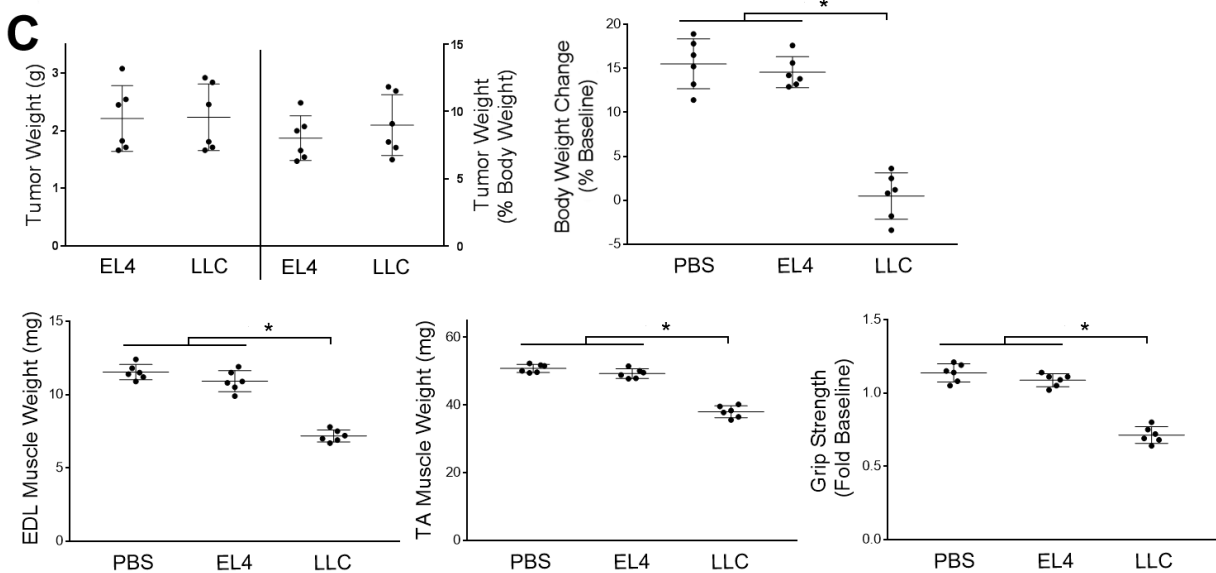 C
Tumor Weight (g)
3
2
1
0
EL4 LLC EL4 LLC
15
10
5
0
Tumor Weight
(% Body Weight)
Body Weight Change
(% Baseline)
20
15
10
5
0
-5
*
PBS EL4 LLC
EDL Muscle Weight (mg)
15
10
5
0
*
PBS EL4 LLC
TA Muscle Weight (mg)
60
40
20
0
*
PBS EL4 LLC
Grip Strength
(Fold Baseline)
1.5
1.0
0.5
0.0
*
PBS EL4 LLC